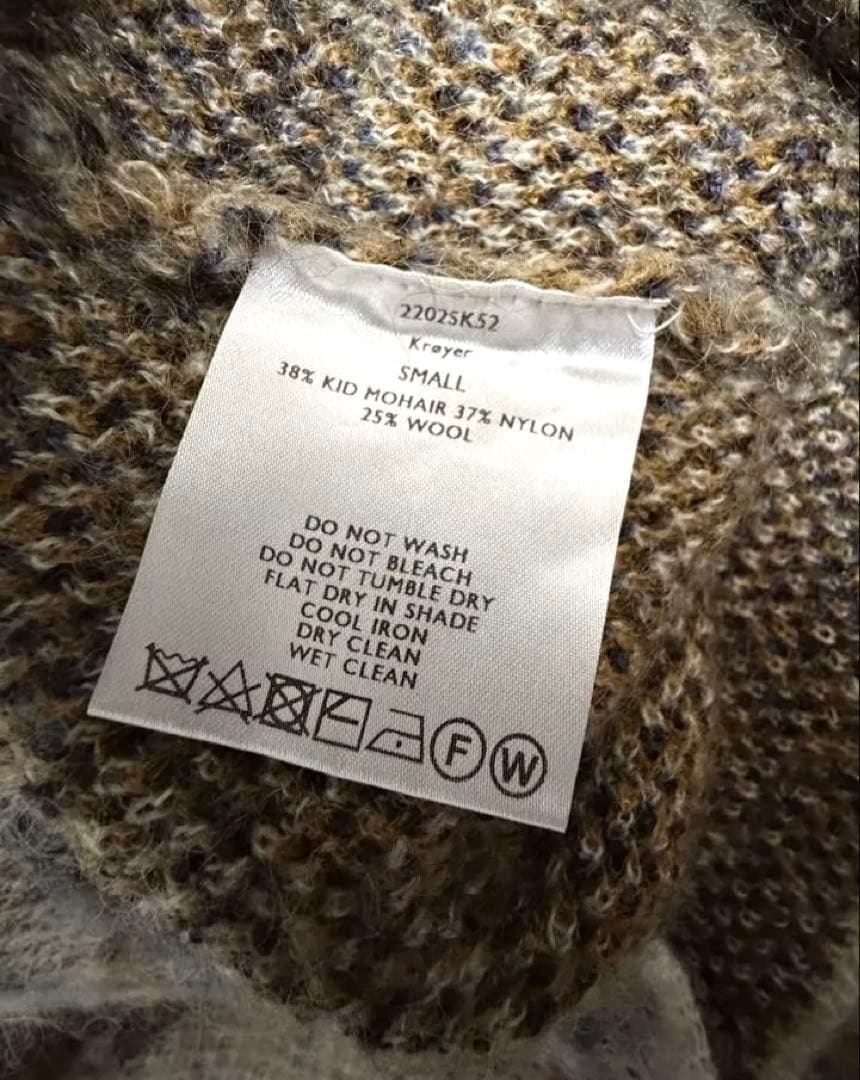 2202SK52
Krøyer
SMALL
38% KID MOHAIR 37% NYLON
25% WOOL
DO NOT WASH
DO NOT BLEACH
DO NOT TUMBLE DRY
FLAT DRY IN SHADE
COOL IRON
DRY CLEAN
WET CLEAN
F W